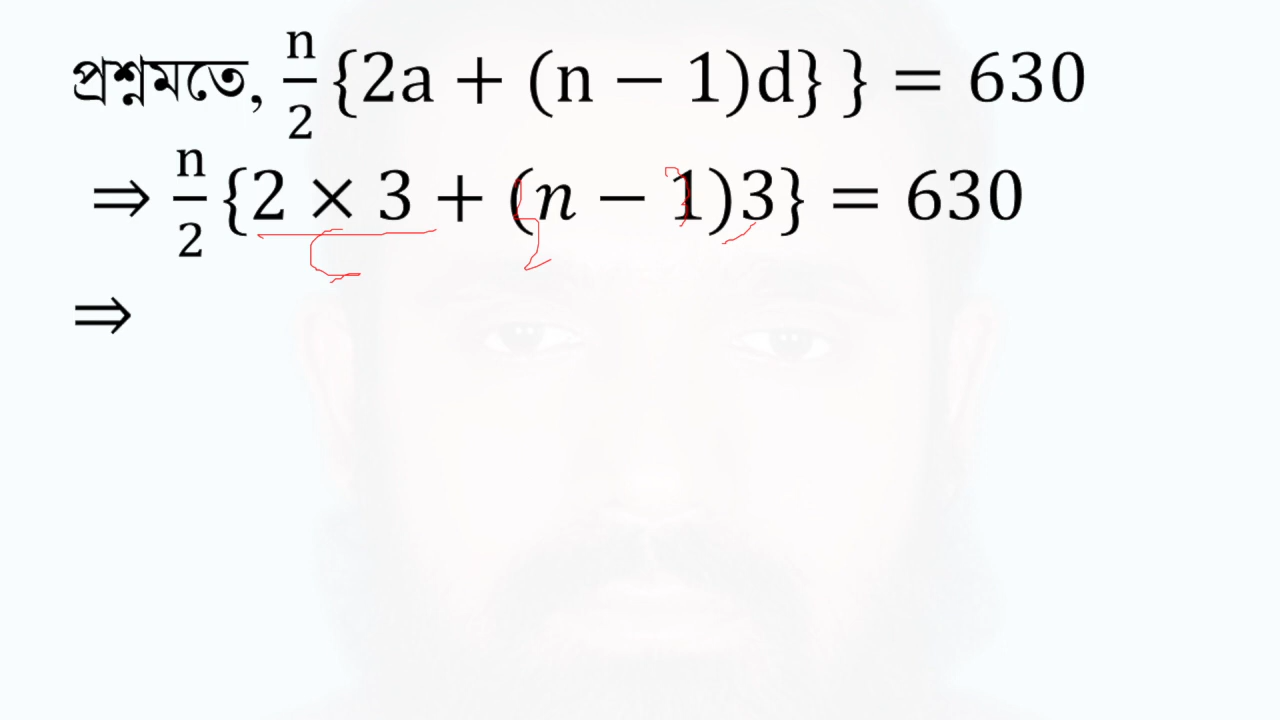 প্রশ্নমতে, n/2 {2a + (n − 1)d} } = 630
⇒ n/2 {2 × 3 + (n − 1)3} = 630
⇒